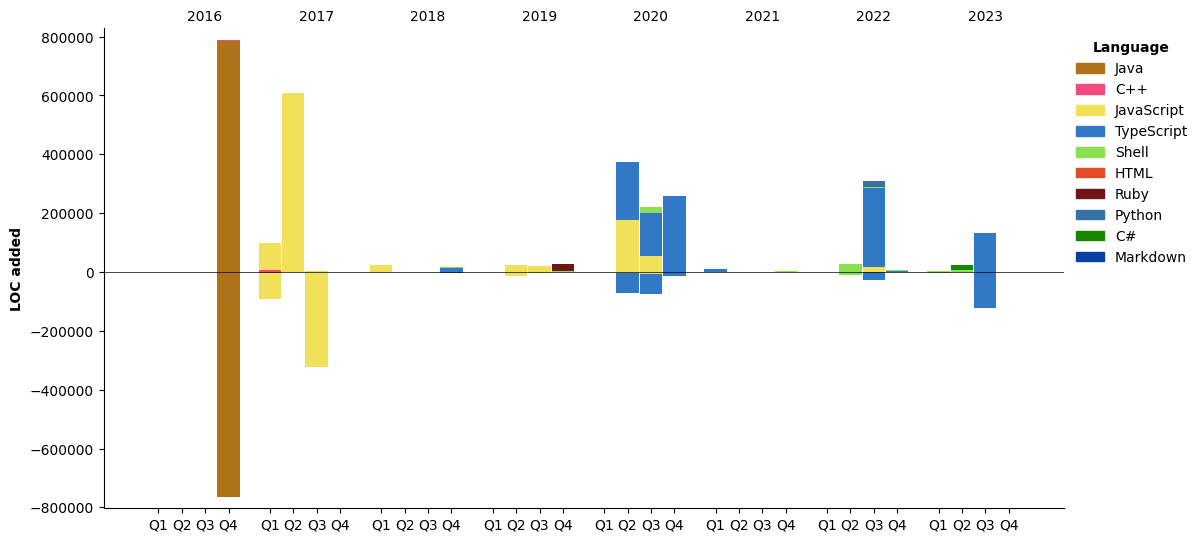 2016 2017 2018 2019 2020 2021 2022 2023
LOC added
800000
600000
400000
200000
0
−200000
−400000
−600000
−800000
Q1 Q2 Q3 Q4 Q1 Q2 Q3 Q4 Q1 Q2 Q3 Q4 Q1 Q2 Q3 Q4 Q1 Q2 Q3 Q4 Q1 Q2 Q3 Q4 Q1 Q2 Q3 Q4 Q1 Q2 Q3 Q4
Language
Java
C++
JavaScript
TypeScript
Shell
HTML
Ruby
Python
C#
Markdown